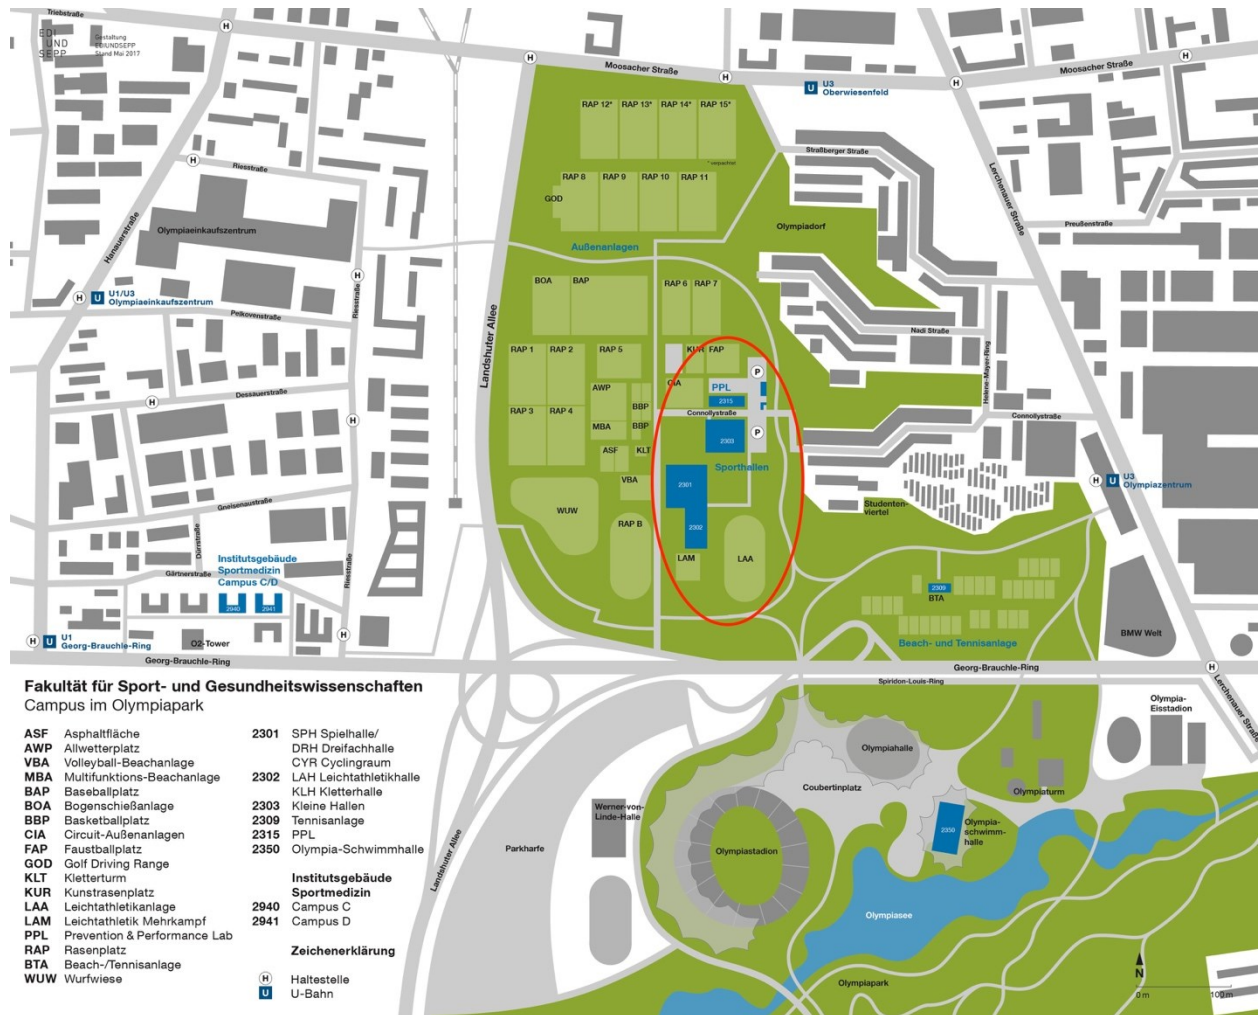 Triebstraße
EDI
UND
SEPP
Gestaltung
EDIUNDSEPP
Stand Mai 2017
H
H
Moosacher Straße
H
U
U3
Oberwiesenfeld
H
Moosacher Straße
H
RAP 12*
RAP 13*
RAP 14*
RAP 15*
* verpachtet
H
Riesstraße
Straßberger Straße
Lerchenauer Straße
RAP 8
RAP 9
RAP 10
RAP 11
GOD
Hanauerstraße
Olympiaeinkaufszentrum
Olympiadorf
Preußenstraße
Außenanlagen
H
BOA
BAP
RAP 6
RAP 7
H
U
U1/U3
Olympiaeinkaufszentrum
Riesstraße
Pelkovenstraße
Landshuter Allee
Nadi Straße
RAP 1
RAP 2
RAP 5
KUR
FAP
Helene-Mayer-Ring
P
CIA
PPL
AWP
Dessauerstraße
H
2315
BBP
RAP 3
RAP 4
Connollystraße
Connollystraße
H
MBA
BBP
P
2303
ASF
KLT
Sporthallen
VBA
2301
H
U
U3
Olympiazentrum
Gneisenaustraße
WUW
RAP B
Studenten-
viertel
2302
Dürrstraße
Institutsgebäude
Sportmedizin
Campus C/D
LAM
LAA
Gärtnerstraße
Riesstraße
2309
BTA
2940
2941
H
U
U1
Georg-Brauchle-Ring
O2-Tower
H
Beach- und Tennisanlage
BMW Welt
Georg-Brauchle-Ring
Georg-Brauchle-Ring
H
Spiridon-Louis-Ring
Lerchenauer Straße
Fakultät für Sport- und Gesundheitswissenschaften
Campus im Olympiapark
ASF Asphaltfläche
AWP Allwetterplatz
VBA Volleyball-Beachanlage
MBA Multifunktions-Beachanlage
BAP Baseballplatz
BOA Bogenschießanlage
BBP Basketballplatz
CIA Circuit-Außenanlagen
FAP Faustballplatz
GOD Golf Driving Range
KLT Kletterturm
KUR Kunstrasenplatz
LAA Leichtathletikanlage
LAM Leichtathletik Mehrkampf
PPL Prevention & Performance Lab
RAP Rasenplatz
BTA Beach-/Tennisanlage
WUW Wurfwiese
2301 SPH Spielhalle/
DRH Dreifachhalle
CYR Cyclingraum
2302 LAH Leichtathletikhalle
KLH Kletterhalle
2303 Kleine Hallen
2309 Tennisanlage
2315 PPL
2350 Olympia-Schwimmhalle
Institutsgebäude
Sportmedizin
2940 Campus C
2941 Campus D
Zeichenerklärung
H Haltestelle
U U-Bahn
Olympia-
Eisstadion
Olympiahalle
Coubertinplatz
Olympiaturm
Werner-von-
Linde-Halle
2350
Olympia-
schwimm-
halle
Parkharfe
Olympiastadion
Landshuter Allee
Olympiasee
Olympiapark
N
0 m
100 m